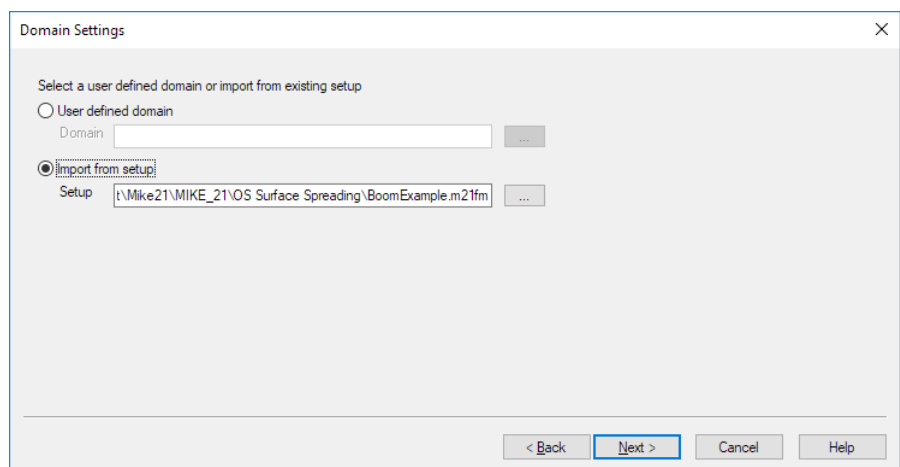 Domain Settings
Select a user defined domain or import from existing setup
User defined domain
Domain
...
Import from setup
Setup t\Mike21\MIKE_21\OS Surface Spreading\BoomExample.m21fm ...
< Back Next > Cancel Help